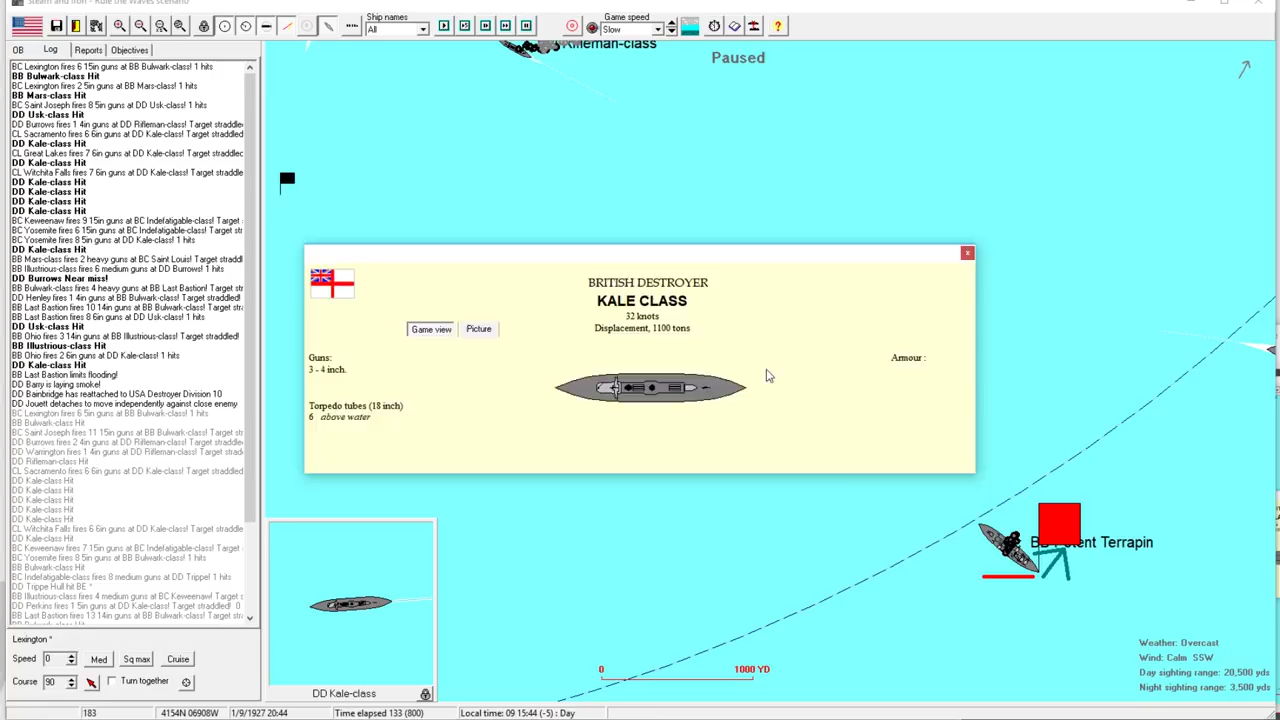 Steam and Iron - Rule the Waves scenario
Ship names
All
Game speed
Slow
OB Log Reports Objectives
BC Lexington fires 6 15in guns at BB Bulwark-class! 1 hits
BB Bulwark-class Hit
BC Lexington fires 2 5in guns at BB Mars-class! 1 hits
BB Mars-class Hit
BC Saint Joseph fires 8 5in guns at DD Usk-class! 1 hits
DD Usk-class Hit
DD Burrows fires 1 4in guns at DD Rifleman-class! Target straddled
CL Sacramento fires 6 6in guns at DD Kale-class! Target straddled
DD Kale-class Hit
CL Great Lakes fires 7 6in guns at DD Kale-class! Target straddled
DD Kale-class Hit
CL Witchita Falls fires 7 6in guns at DD Kale-class! Target straddled
DD Kale-class Hit
DD Kale-class Hit
DD Kale-class Hit
DD Kale-class Hit
BC Keweenaw fires 9 15in guns at BC Indefatigable-class! Target
BC Yosemite fires 6 15in guns at BC Indefatigable-class! Target str
BC Yosemite fires 8 5in guns at DD Kale-class! 1 hits
DD Kale-class Hit
BB Mars-class fires 2 heavy guns at BC Saint Louis! Target straddle
BB Illustrious-class fires 6 medium guns at DD Burrows! 1 hits
DD Burrows Near miss!
BB Bulwark-class fires 4 heavy guns at BB Last Bastion! Target str
DD Henley fires 1 4in guns at BB Bulwark-class! Target straddled!
BB Last Bastion fires 10 14in guns at BB Bulwark-class! Target str
BB Last Bastion fires 8 6in guns at DD Usk-class! Target straddled!
DD Usk-class Hit
BB Ohio fires 3 14in guns at BB Illustrious-class! Target straddled!
BB Illustrious-class Hit
BB Ohio fires 2 6in guns at DD Kale-class! 1 hits
DD Kale-class Hit
BB Last Bastion limits flooding!
DD Barry is laying smoke!
DD Bainbridge has reattached to USA Destroyer Division 10
DD Jouett detaches to move independently against close enemy
BC Lexington fires 6 15in guns at BB Bulwark-class! 1 hits
BB Bulwark-class Hit
BC Saint Joseph fires 11 15in guns at BB Bulwark-class! Target str
DD Burrows fires 2 4in guns at DD Rifleman-class! Target straddled
DD Warrington fires 1 4in guns at DD Rifleman-class! Target stradd
DD Rifleman-class Hit
CL Sacramento fires 6 6in guns at DD Kale-class! Target straddled
DD Kale-class Hit
DD Kale-class Hit
DD Kale-class Hit
DD Kale-class Hit
DD Kale-class Hit
CL Witchita Falls fires 6 6in guns at DD Kale-class! Target straddled
DD Kale-class Hit
BC Keweenaw fires 7 15in guns at BB Bulwark-class! Target strad
BC Yosemite fires 8 5in guns at BB Bulwark-class! 1 hits
BB Bulwark-class Hit
BC Indefatigable-class fires 8 medium guns at DD Trippe! 1 hits
DD Trippe Hull hit BE *
BB Illustrious-class fires 4 medium guns at BC Keweenaw! Target
DD Perkins fires 1 5in guns at DD Kale-class! Target straddled! 0
BB Last Bastion fires 13 14in guns at BB Bulwark-class! Target str
Lexington *
Speed 0 Med Sq max Cruise
Course 90 Turn together
Rifleman-class
Paused
BRITISH DESTROYER
KALE CLASS
32 knots
Displacement, 1100 tons
Game view Picture
Guns:
3 - 4 inch.
Armour :
Torpedo tubes (18 inch)
6 above water
DD Kale-class
Terrapin
0 1000 YD
Weather: Overcast
Wind: Calm SSW
Day sighting range: 20,500 yds
Night sighting range: 3,500 yds
183 4154N 06908W 1/9/1927 20:44 Time elapsed 133 (800) Local time: 09 15:44 (-5) : Day